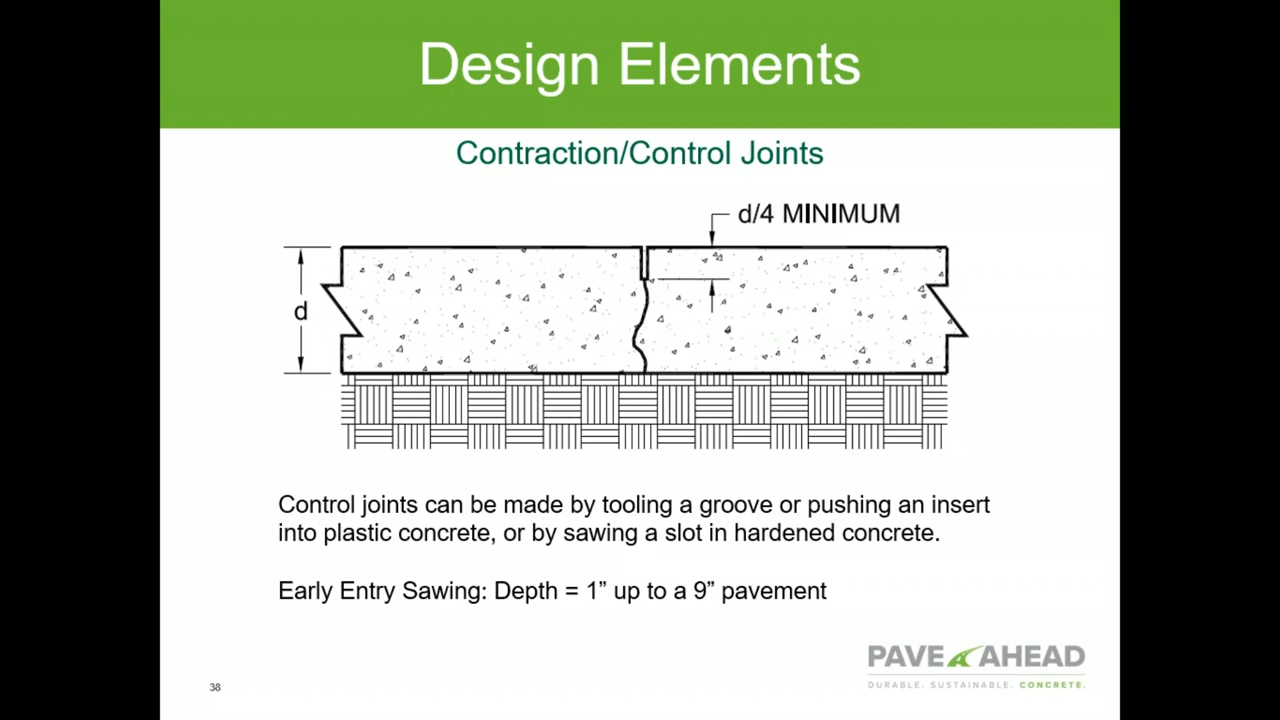 Design Elements
Contraction/Control Joints
d/4 MINIMUM
d
Control joints can be made by tooling a groove or pushing an insert
into plastic concrete, or by sawing a slot in hardened concrete.
Early Entry Sawing: Depth = 1” up to a 9” pavement
PAVE AHEAD
DURABLE. SUSTAINABLE. CONCRETE.
38